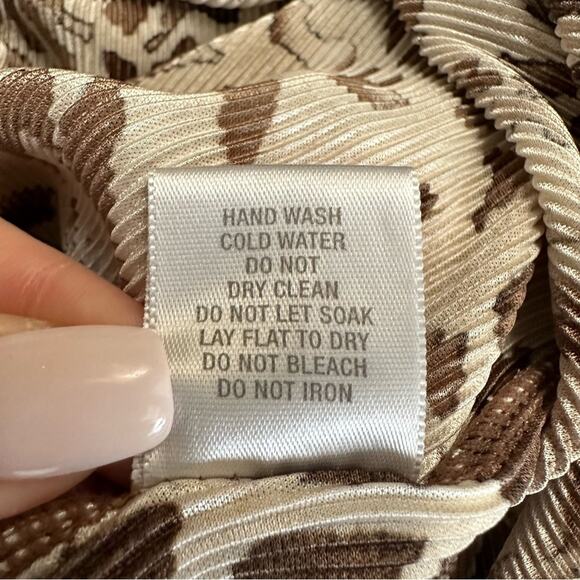 HAND WASH
COLD WATER
DO NOT
DRY CLEAN
DO NOT LET SOAK
LAY FLAT TO DRY
DO NOT BLEACH
DO NOT IRON